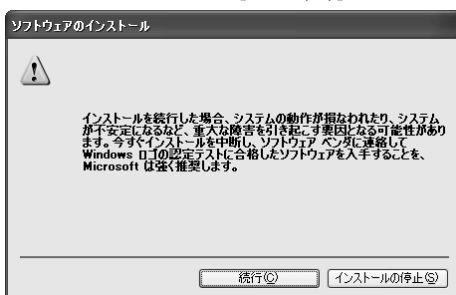 ソフトウェアのインストール
インストールを続行した場合、システムの動作が損なわれたり、システム
が不安定になるなど、重大な障害を引き起こす要因となる可能性があり
ます。今すぐインストールを中断し、ソフトウェア ベンダに連絡して
Windows ロゴの認定テストに合格したソフトウェアを入手することを、
Microsoft は強く推奨します。
続行(C)
インストールの停止(S)